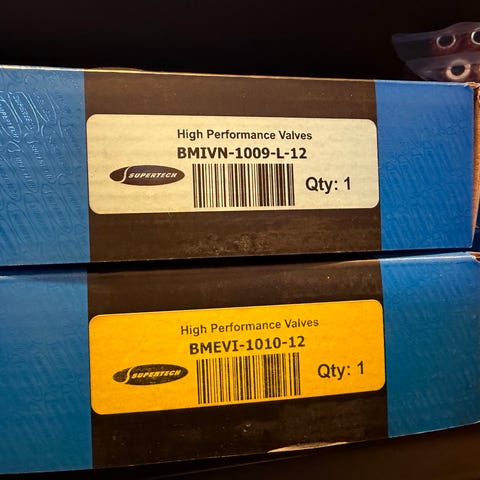 High Performance Valves
BMIVN-1009-L-12
SUPERTECH
Qty: 1
High Performance Valves
BMEVI-1010-12
SUPERTECH
Qty: 1